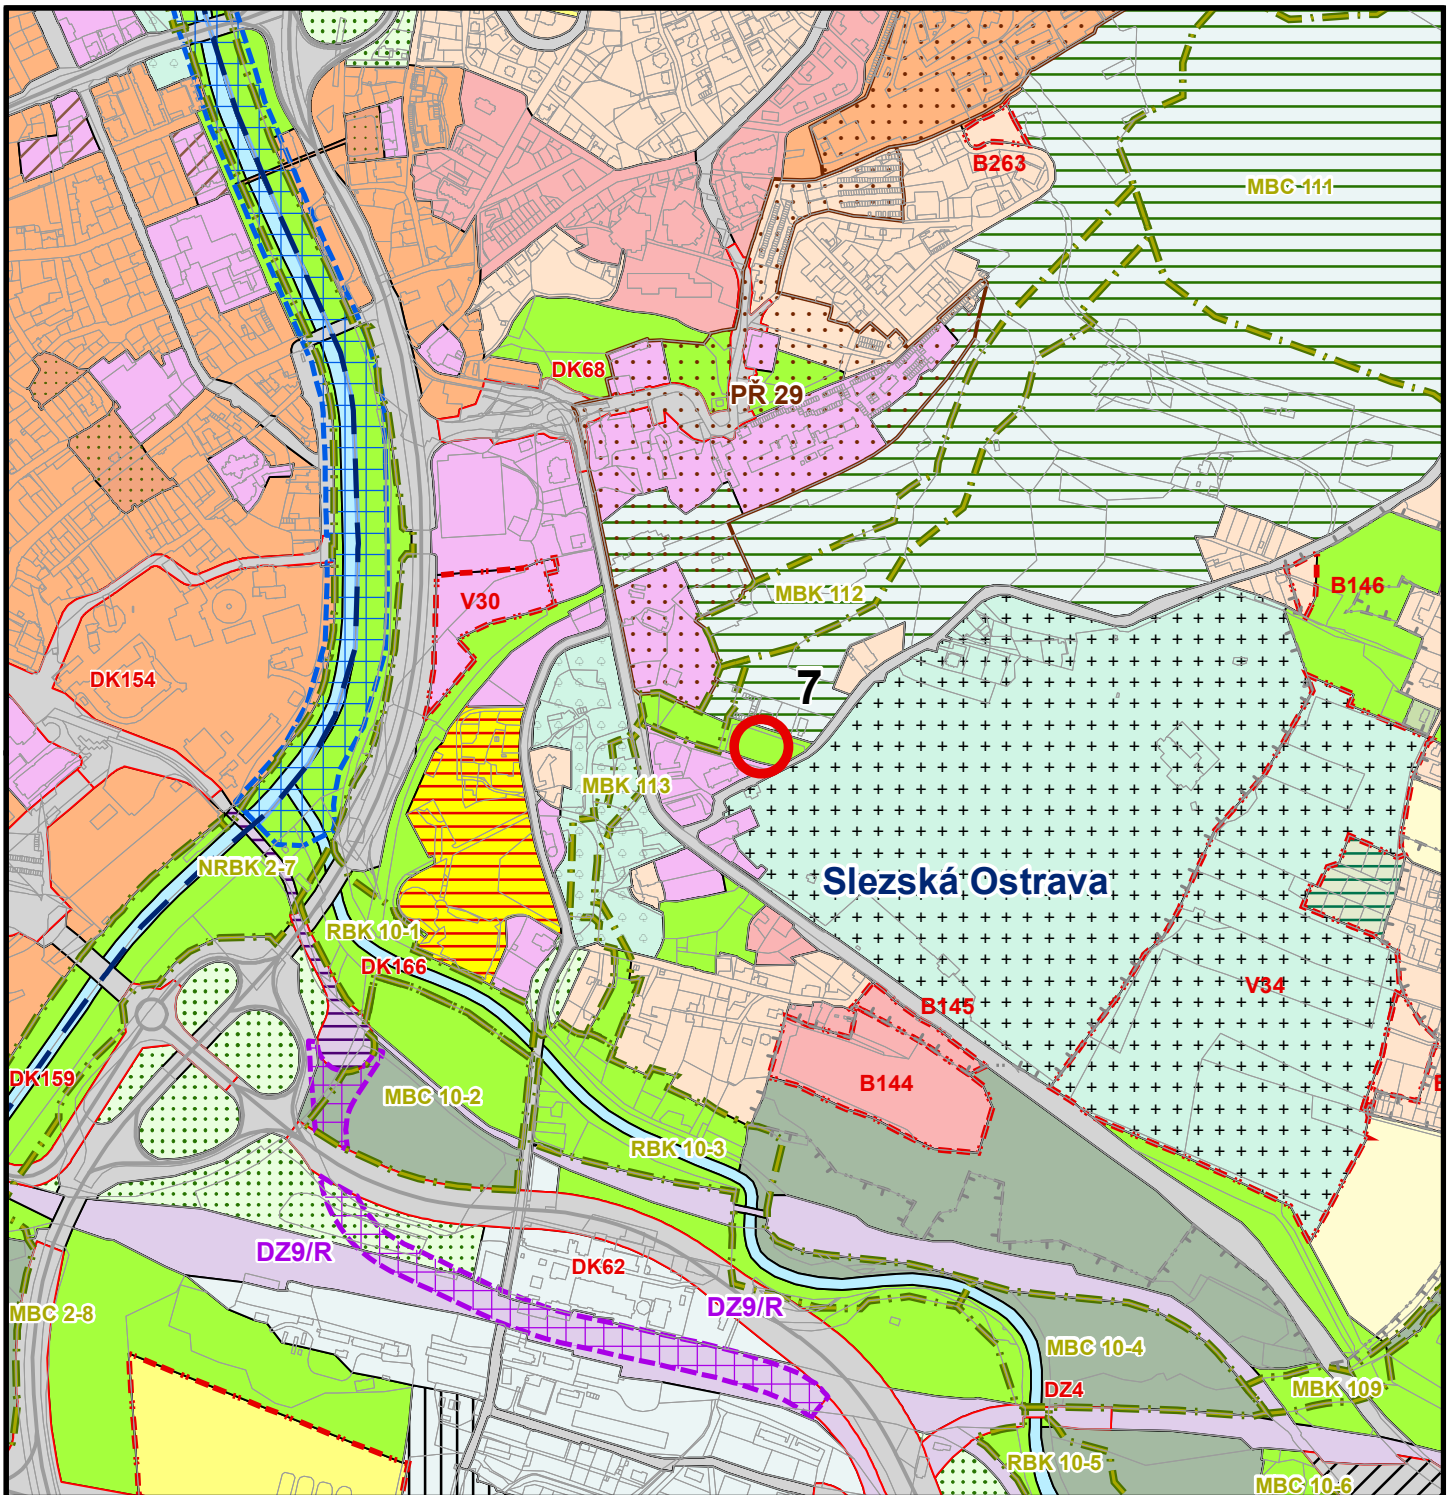 B263
MBC 111
DK68
PŘ 29
B146
MBK 112
V30
DK154
7
MBK 113
NRBK 2-7
Slezská Ostrava
RBK 10-1
DK166
V34
B145
DK159
B144
MBC 10-2
RBK 10-3
DZ9/R
DK62
DZ9/R
MBC 2-8
MBC 10-4
DZ4
MBK 109
RBK 10-5
MBC 10-6